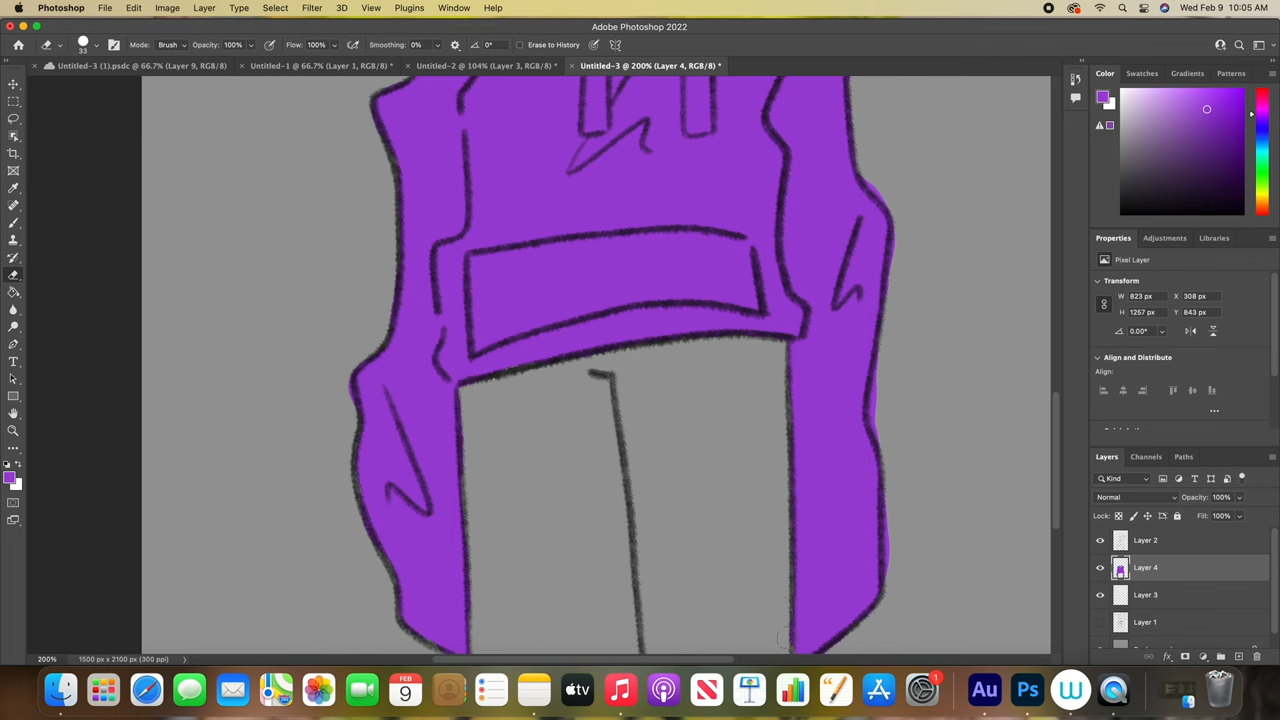 Photoshop File Edit Image Layer Type Select Filter 3D View Plugins Window Help Wed Feb 9 10:05 AM
Adobe Photoshop 2022
33 Mode: Brush Opacity: 100% Flow: 100% Smoothing: 0% 0° Erase to History
Untitled-3 (1).psdc @ 66.7% (Layer 9, RGB/8) Untitled-1 @ 66.7% (Layer 1, RGB/8) * Untitled-2 @ 104% (Layer 3, RGB/8) * Untitled-3 @ 200% (Layer 4, RGB/8) *
Color Swatches Gradients Patterns
Properties Adjustments Libraries
Pixel Layer
Transform
W 823 px X 308 px
H 1257 px Y 843 px
0.00°
Align and Distribute
Align:
Layers Channels Paths
Kind
Normal Opacity: 100%
Lock: Fill: 100%
Layer 2
Layer 4
Layer 3
Layer 1
200% 1500 px x 2100 px (300 ppi)
FEB
9
tv
1
Au Ps